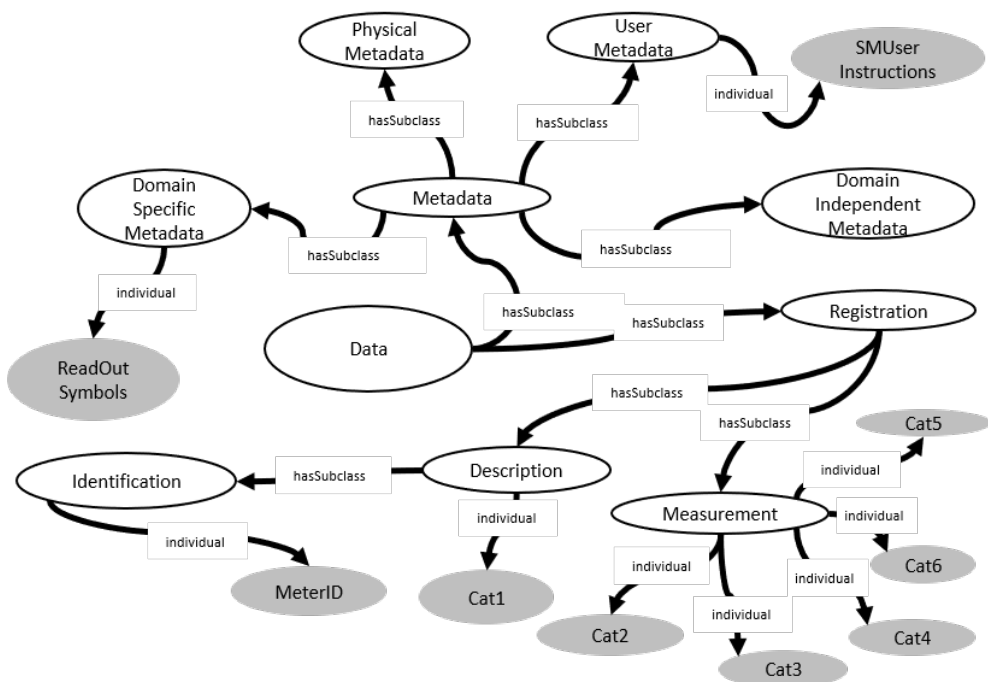 Physical
Metadata
User
Metadata
SMUser
Instructions
individual
hasSubclass
hasSubclass
Domain
Specific
Metadata
Metadada
Domain
Independent
Metadata
hasSubclass
hasSubclass
individual
hasSubclass
hasSubclass
Registration
Data
ReadOut
Symbols
hasSubclass
hasSubclass
Cat5
Identification
hasSubclass
Description
individual
Measurement
individual
individual
individual
individual
individual
individual
MeterID
Cat1
Cat6
individual
Cat2
Cat4
Cat3